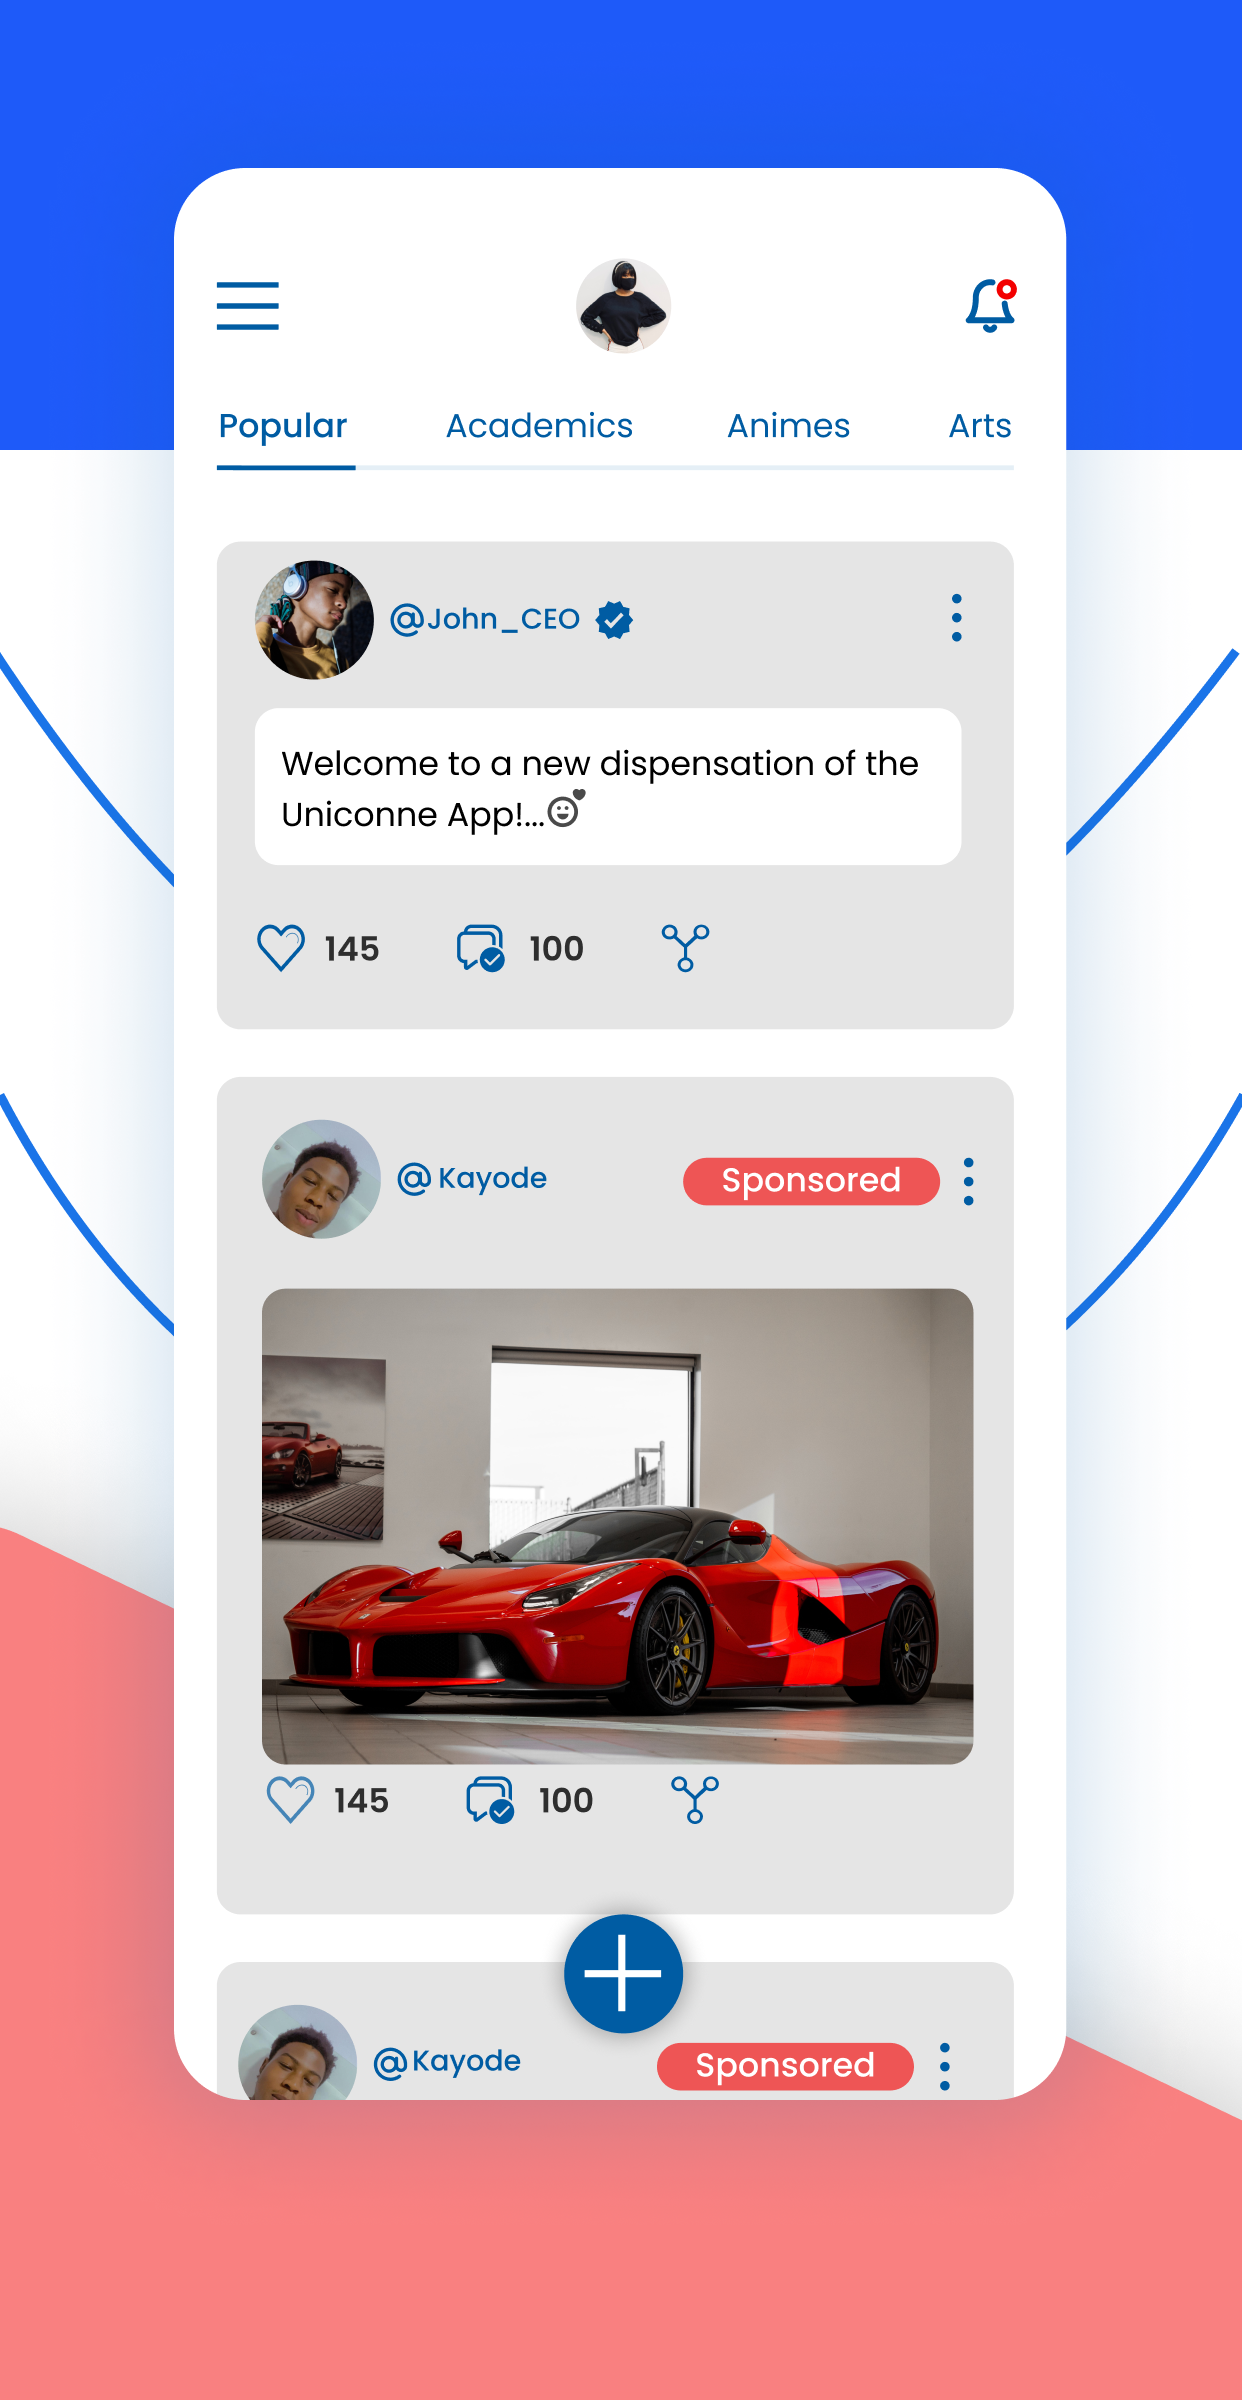 Popular Academics Animes Arts
@John_CEO
Welcome to a new dispensation of the
Uniconne App!...
145 100
@Kayode Sponsored
145 100
@Kayode Sponsored